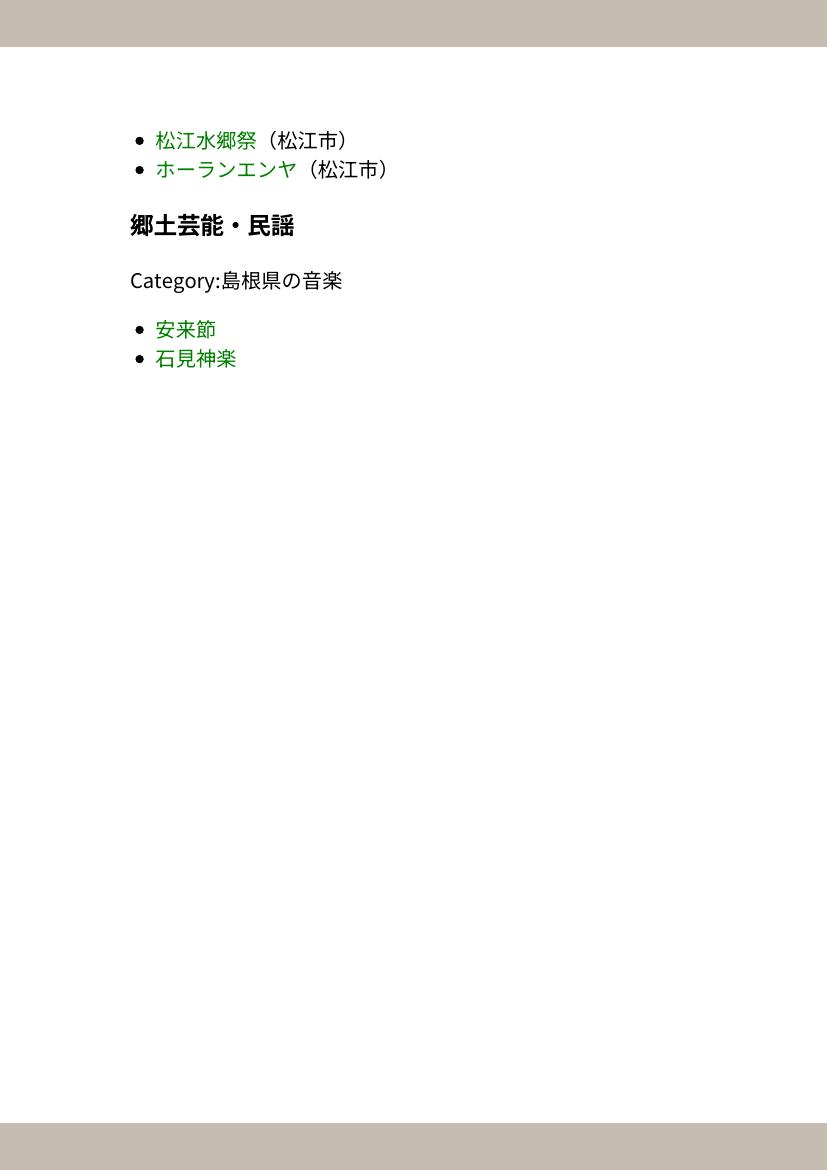 • 松江水郷祭（松江市）
• ホーランエンヤ（松江市）
郷土芸能・民謡
Category:島根県の音楽
• 安来節
• 石見神楽